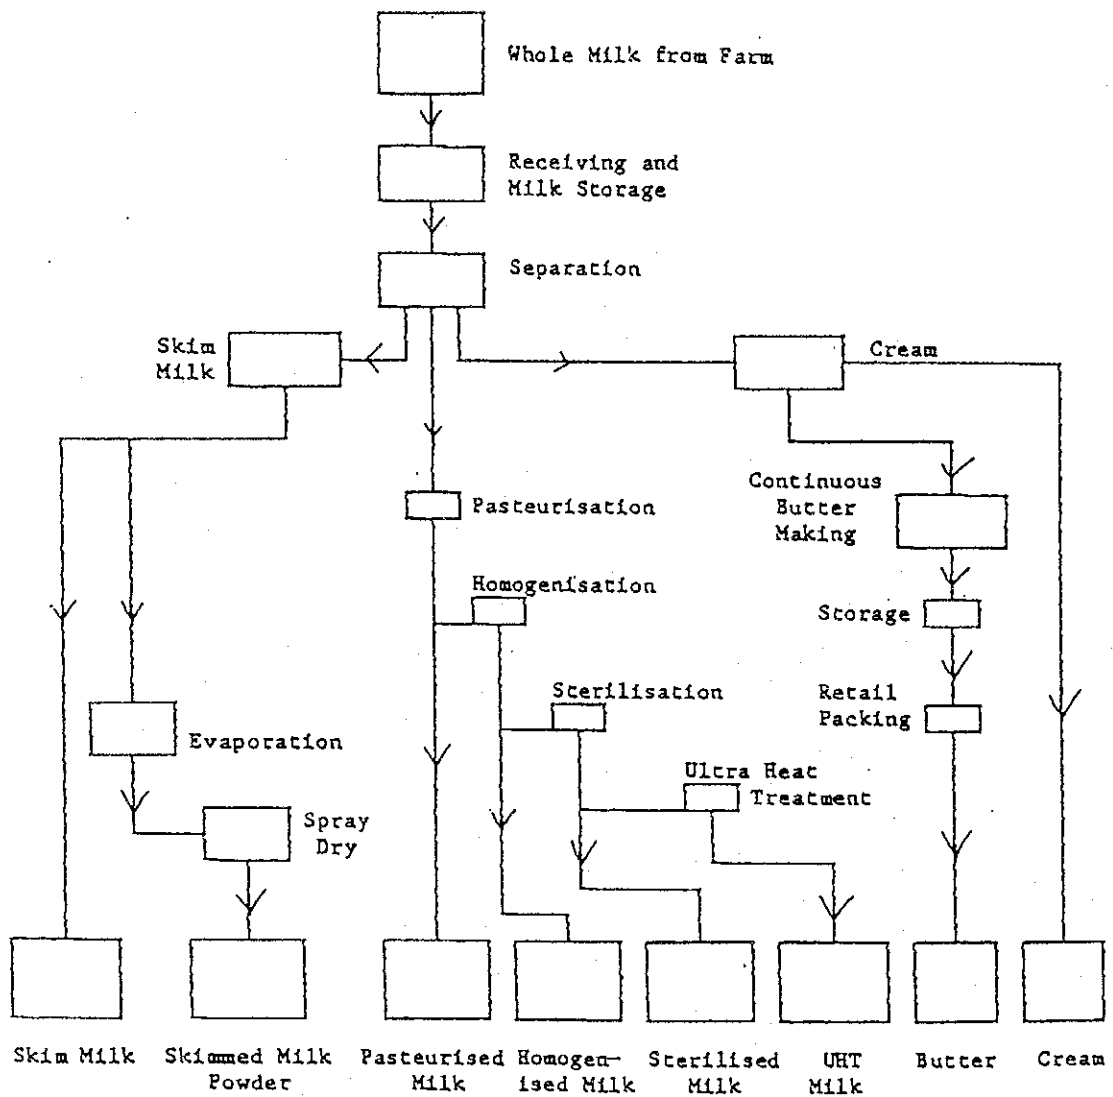 Whole Milk from Farm
Receiving and
Milk Storage
Separation
Skim
Milk
Cream
Continuous
Butter
Making
Pasteurisation
Homogenisation
Storage
Sterilisation
Retail
Packing
Evaporation
Ultra Heat
Treatment
Spray
Dry
Skim Milk
Skimmed Milk
Powder
Pasteurised
Milk
Homogen-
ised Milk
Sterilised
Milk
UHT
Milk
Butter
Cream